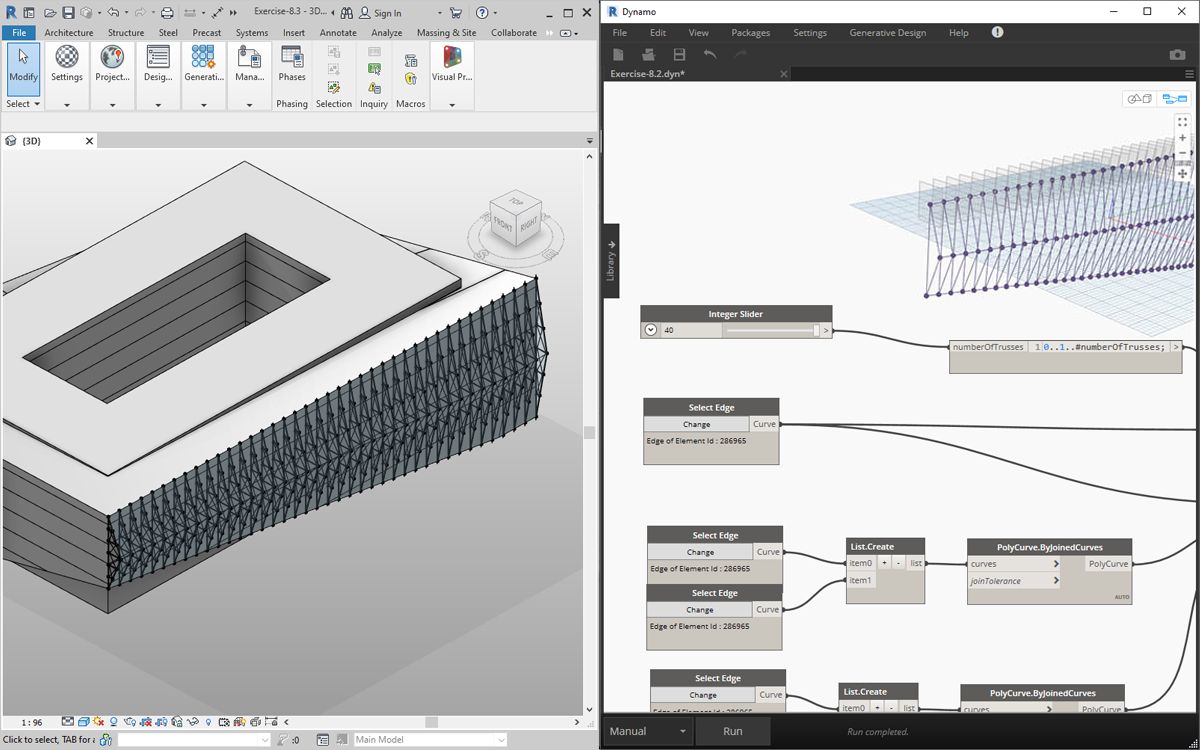 Exercise-8.3 - 3D...
Sign In
File Architecture Structure Steel Precast Systems Insert Annotate Analyze Massing & Site Collaborate
Modify
Settings
Project...
Desig...
Generati...
Mana...
Phases
Visual Pr...
Select
Phasing
Selection
Inquiry
Macros
{3D}
TOP
FRONT
RIGHT
1 : 96
Click to select, TAB for a
:0
Main Model
Dynamo
File Edit View Packages Settings Generative Design Help
Exercise-8.2.dyn*
Library
Integer Slider
40 >
numberOfTrusses 1 0..1..#numberOfTrusses; >
Select Edge
Change Curve
Edge of Element Id : 286965
Select Edge
Change Curve
Edge of Element Id : 286965
Select Edge
Change Curve
Edge of Element Id : 286965
List.Create
item0 + - list
item1
PolyCurve.ByJoinedCurves
curves > PolyCurve
joinTolerance >
AUTO
Select Edge
Change Curve
List.Create
item0 + - list
PolyCurve.ByJoinedCurves
curves > PolyCurve
Manual
Run
Run completed.